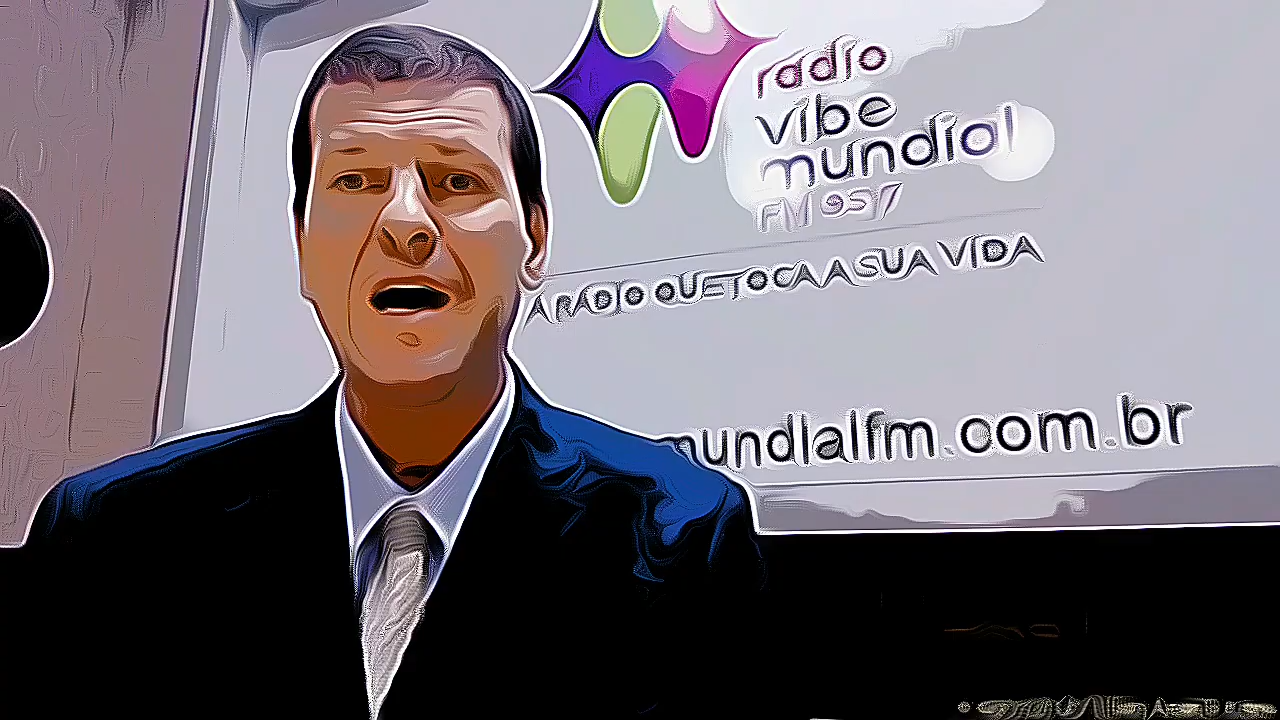 rádio
vibe
mundial
FM 95,7
A RÁDIO QUE TOCA A SUA VIDA
mundialfm.com.br